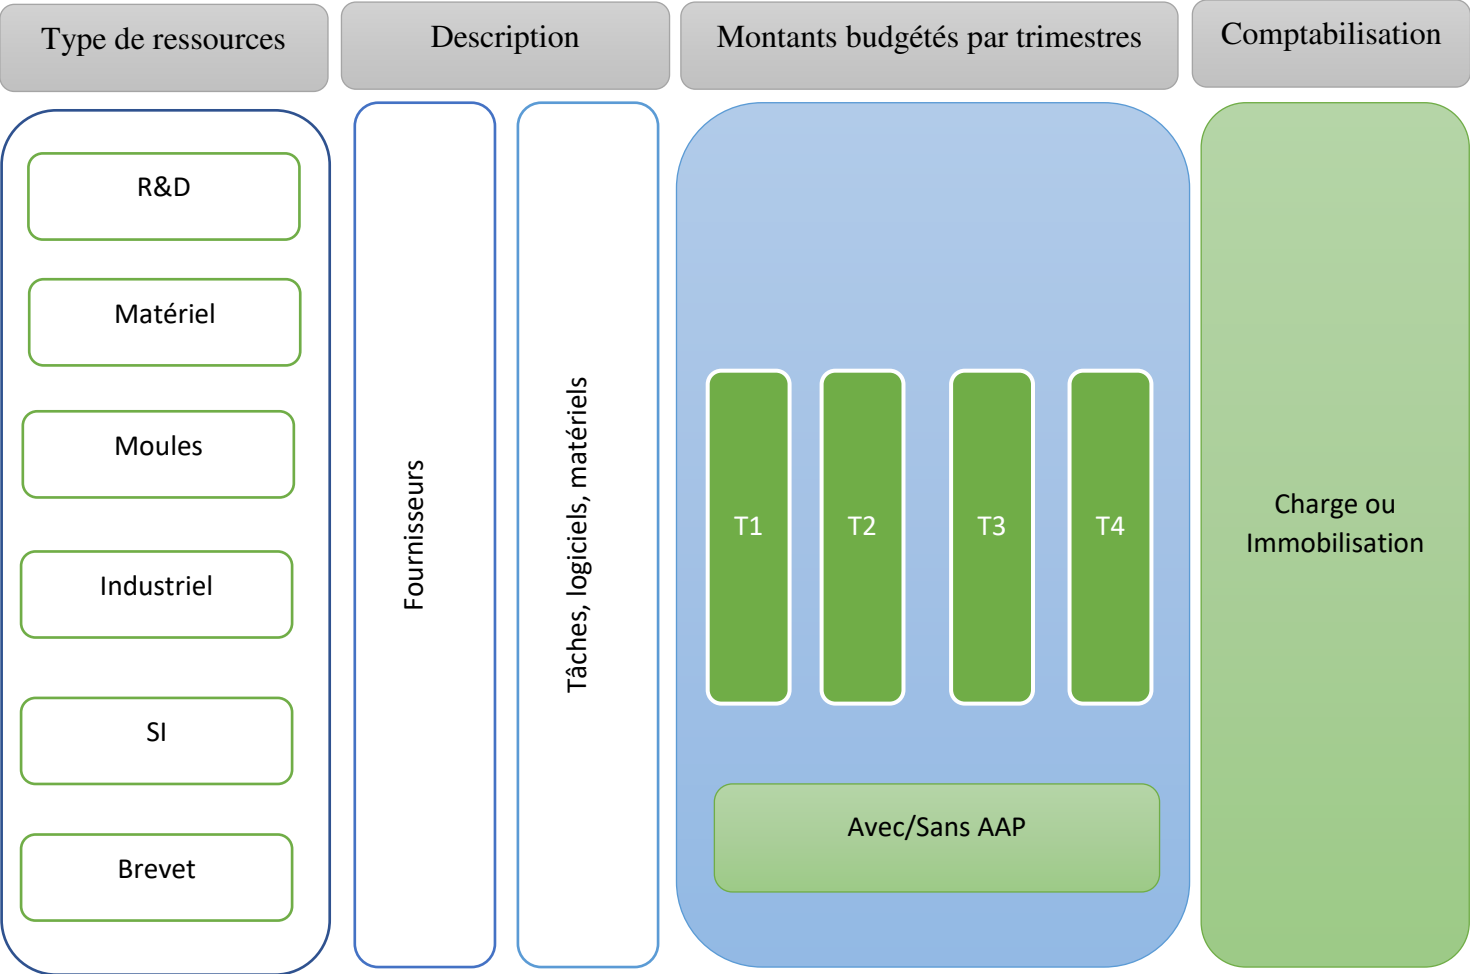 Type de ressources
Description
Montants budgétés par trimestres
Comptabilisation
R&D
Matériel
Moules
Industriel
SI
Brevet
Fournisseurs
Tâches, logiciels, matériels
T1
T2
T3
T4
Avec/Sans AAP
Charge ou
Immobilisation